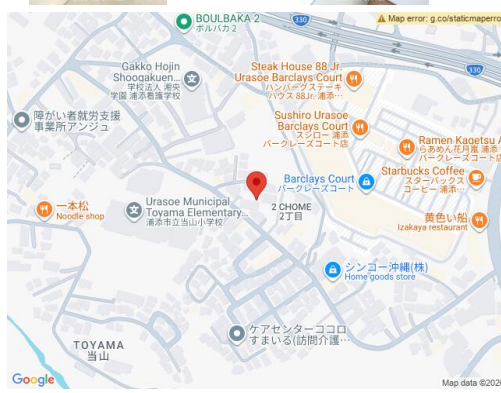 BOULBAKA 2
ボルバカ 2
330
Map error: g.co/staticmaperro
Gakko Hojin
Shoogakuen...
学校法人 湘央
学園 浦添看護学校
Steak House 88 Jr.
Urasoe Barclays Court
ハンバーグステーキ
ハウス 88Jr. 浦添…
330
障がい者就労支援
事業所アンジュ
Sushiro Urasoe
Barclays Court
スシロー 浦添
バークレーズコート店
Ramen Kagetsu A
らあめん花月嵐 浦添
バークレーズコート店
Barclays Court
バークレーズコート
Starbucks Coffee
スターバックス
コーヒー 浦添…
一本松
Noodle shop
Urasoe Municipal
Toyama Elementary...
浦添市立当山小学校
2 CHOME
2丁目
黄色い船
Izakaya restaurant
シンコー沖縄(株)
Home goods store
ケアセンターココロ
すまいる(訪問介護…
TOYAMA
当山
Google
Map data ©2026